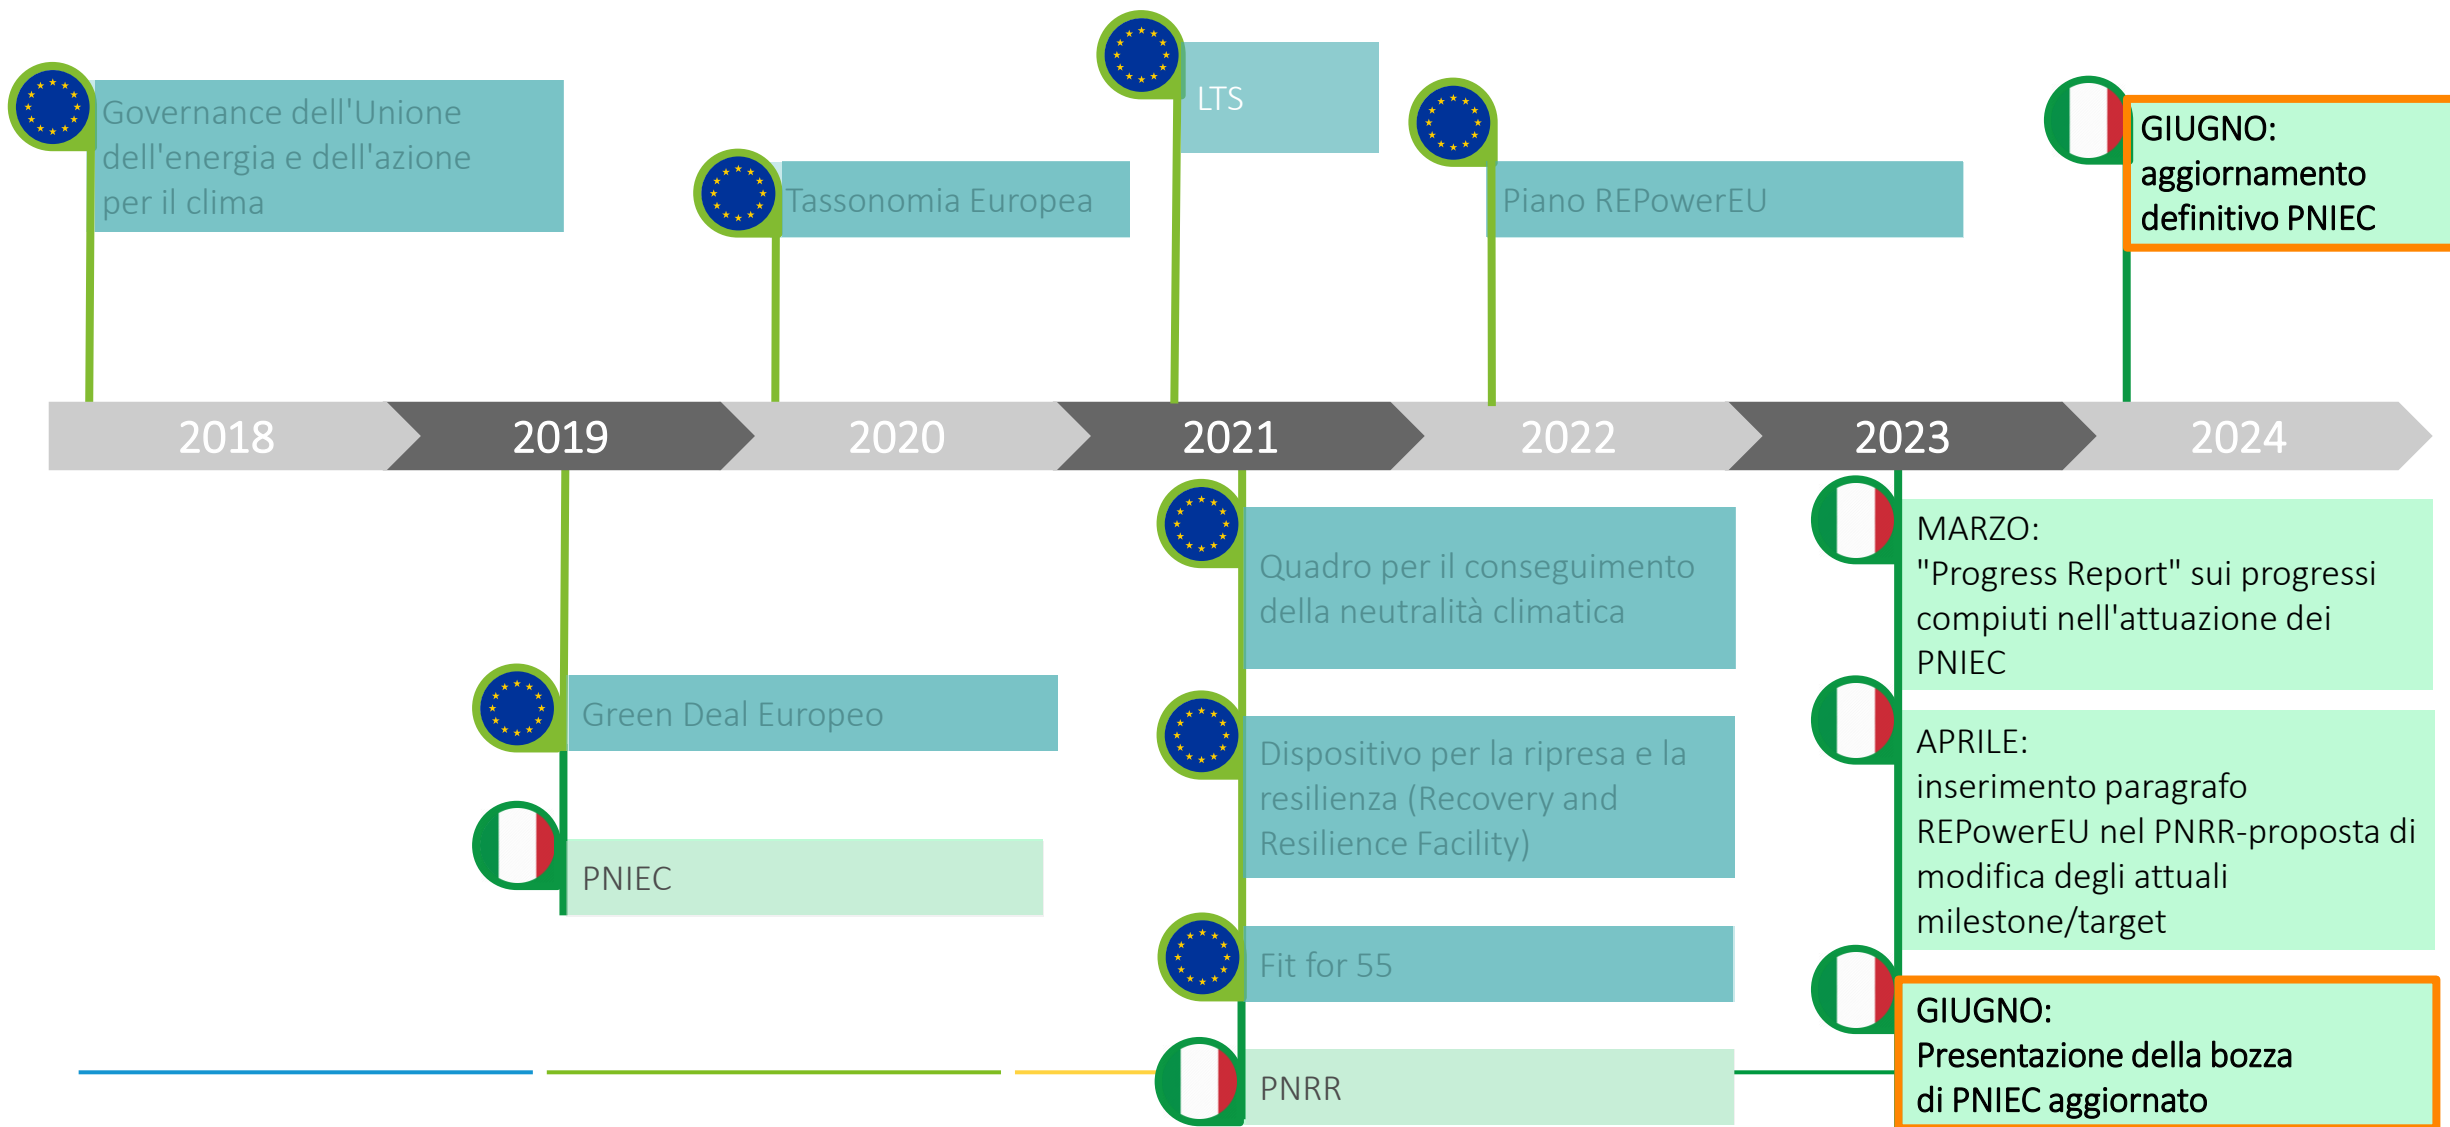 LTS
Governance dell'Unione
dell'energia e dell'azione
per il clima
Tassonomia Europea
Piano REPowerEU
GIUGNO:
aggiornamento
definitivo PNIEC
2018
2019
2020
2021
2022
2023
2024
Green Deal Europeo
PNIEC
Quadro per il conseguimento
della neutralità climatica
Dispositivo per la ripresa e la
resilienza (Recovery and
Resilience Facility)
Fit for 55
PNRR
MARZO:
"Progress Report" sui progressi
compiuti nell'attuazione dei
PNIEC
APRILE:
inserimento paragrafo
REPowerEU nel PNRR-proposta di
modifica degli attuali
milestone/target
GIUGNO:
Presentazione della bozza
di PNIEC aggiornato